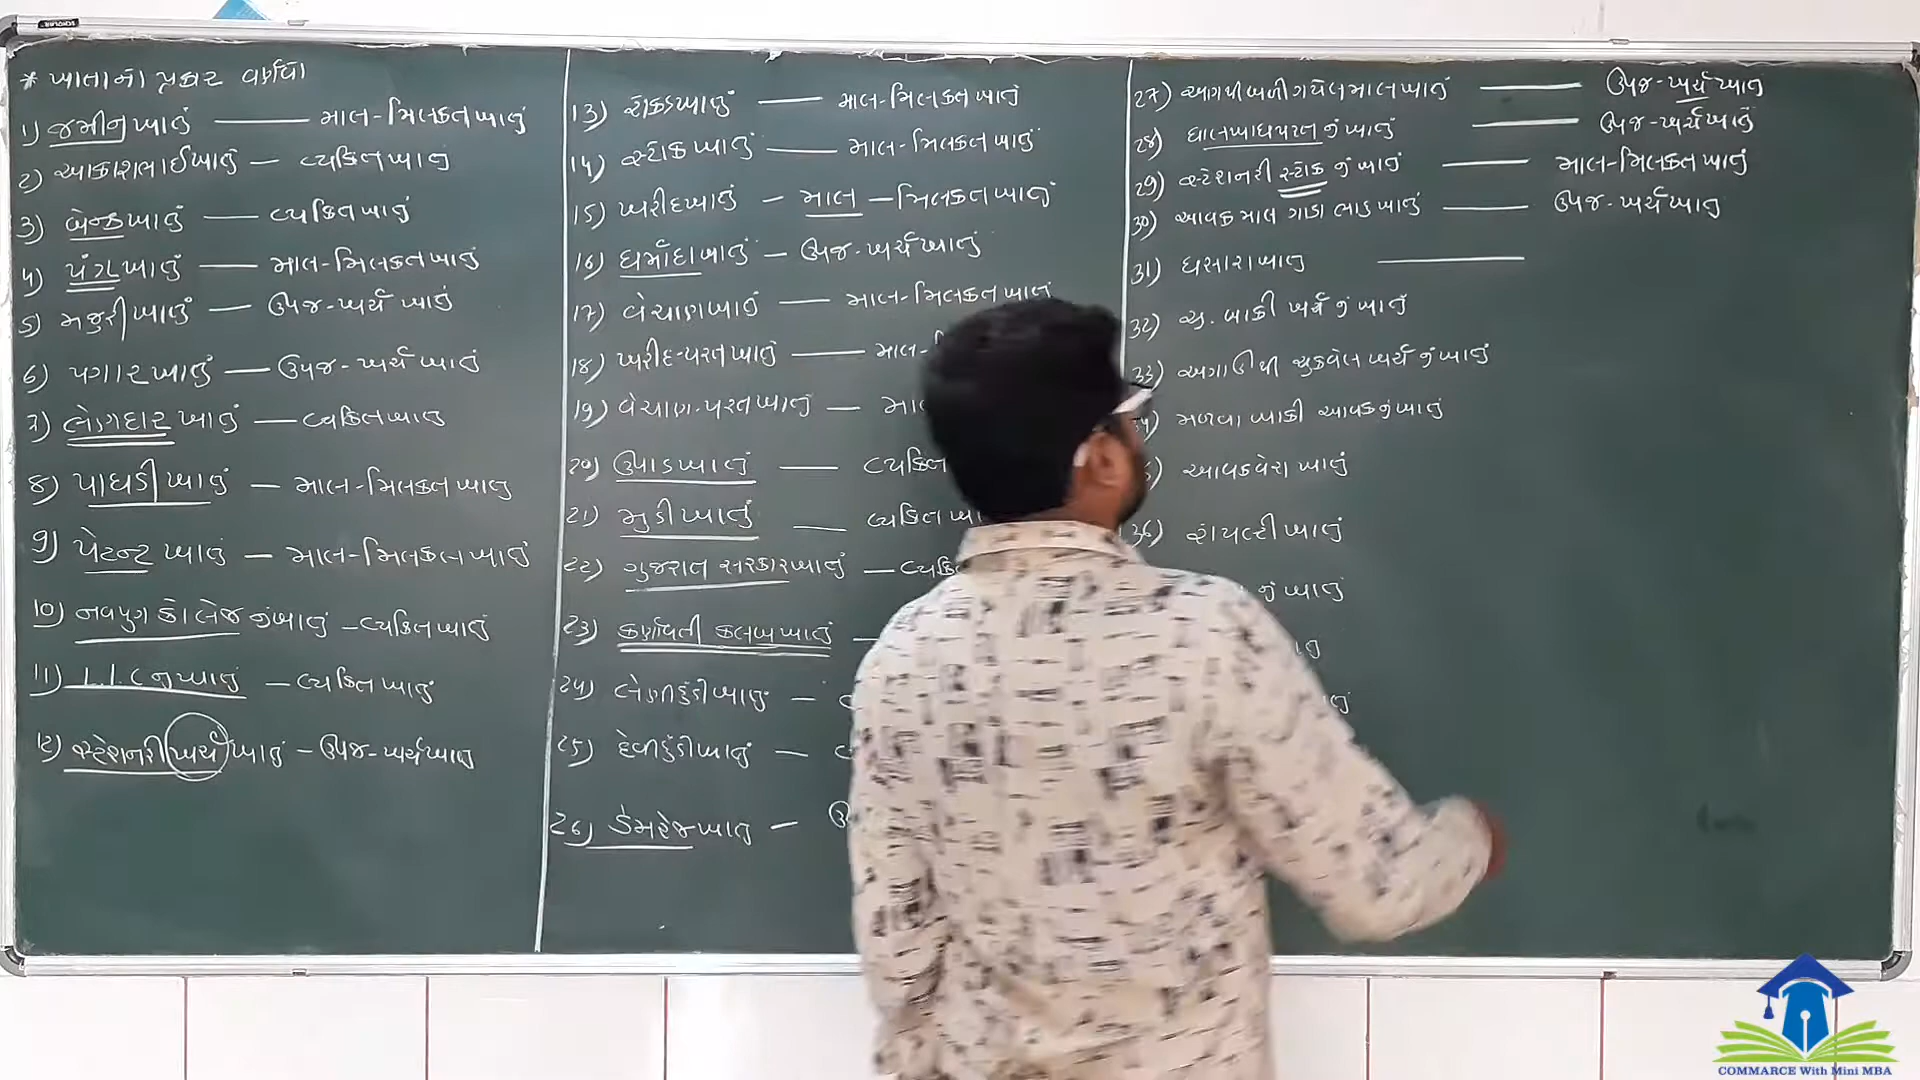 * ખાતાના પ્રકાર વર્ણવો
1) જમીન ખાતું —— માલ-મિલકત ખાતું
2) આકાશભાઈ ખાતું — વ્યકિત ખાતું
3) બેન્ક ખાતું —— વ્યકિત ખાતું
4) યંત્ર ખાતું —— માલ-મિલકત ખાતું
5) મજુરી ખાતું — ઉપજ-ખર્ચ ખાતું
6) પગાર ખાતું — ઉપજ-ખર્ચ ખાતું
7) લેણદાર ખાતું — વ્યકિત ખાતું
8) પાઘડી ખાતું — માલ-મિલકત ખાતું
9) પેટન્ટ ખાતું — માલ-મિલકત ખાતું
10) નવયુગ કોલેજ નુંખાતું – વ્યકિત ખાતું
11) L.I.C નુ ખાતું — વ્યકિત ખાતું
12) સ્ટેશનરી ખર્ચ ખાતું – ઉપજ-ખર્ચ ખાતુ
13) રોકડ ખાતું —— માલ-મિલકત ખાતું
14) સ્ટોક ખાતું —— માલ-મિલકત ખાતું
15) ખરીદ ખાતું – માલ – મિલકત ખાતું
16) ધર્માદા ખાતું – ઉપજ-ખર્ચ ખાતું
17) વેચાણ ખાતું — માલ-મિલકત ખાતું
18) ખરીદ-પરત ખાતું —— માલ-
19) વેચાણ-પરત ખાતું — મા
20) ઉપાડ ખાતું —— વ્યકિ
21) મુડી ખાતું — વ્યકિત ખા
22) ગુજરાત સરકાર ખાતું — વ્યકિ
23) કર્ણાવતી કલબ ખાતું —
24) લેણીહુંડી ખાતું –
25) દેવીહુંડી ખાતું —
26) ડેમરેજ ખાતુ – ઉ
27) આગથી બળી ગયેલ માલ ખાતું —— ઉપજ-ખર્ચ ખાતુ
28) ઘાલખાધપરત નું ખાતું —— ઉપજ-ખર્ચ ખાતું
29) સ્ટેશનરી સ્ટોક નું ખાતું —— માલ-મિલકત ખાતું
30) આવક માલ ગાડા ભાડા ખાતું —— ઉપજ-ખર્ચ ખાતુ
31) ઘસારા ખાતુ ——
32) ચુ. બાકી ખર્ચ નું ખાતું
33) અગાઉથી ચુકવેલ ખર્ચ નું ખાતું
મળવા બાકી આવક નું ખાતું
આવકવેરા ખાતું
36) રોયલ્ટી ખાતું
નું ખાતું
COMMARCE With Mini MBA